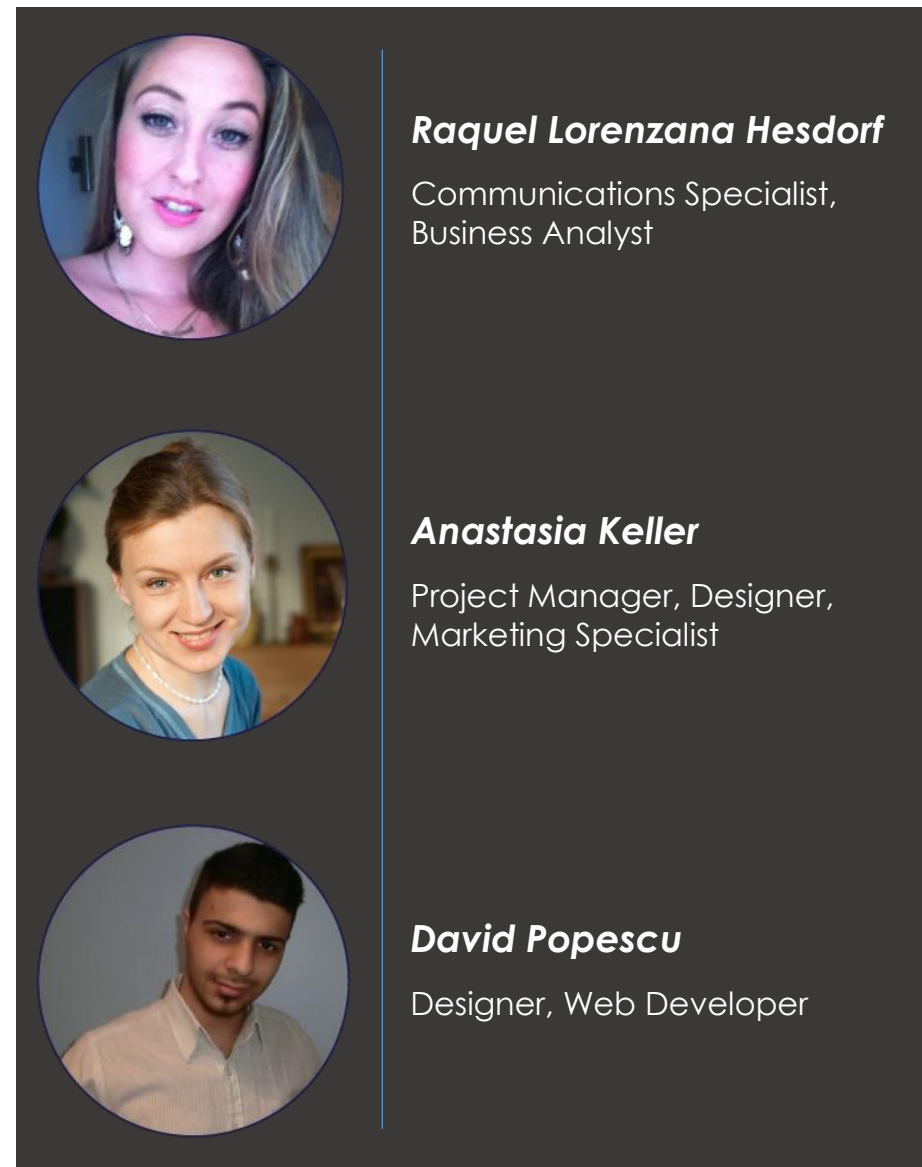 Raquel Lorenzana Hesdorf
Communications Specialist,
Business Analyst
Anastasia Keller
Project Manager, Designer,
Marketing Specialist
David Popescu
Designer, Web Developer